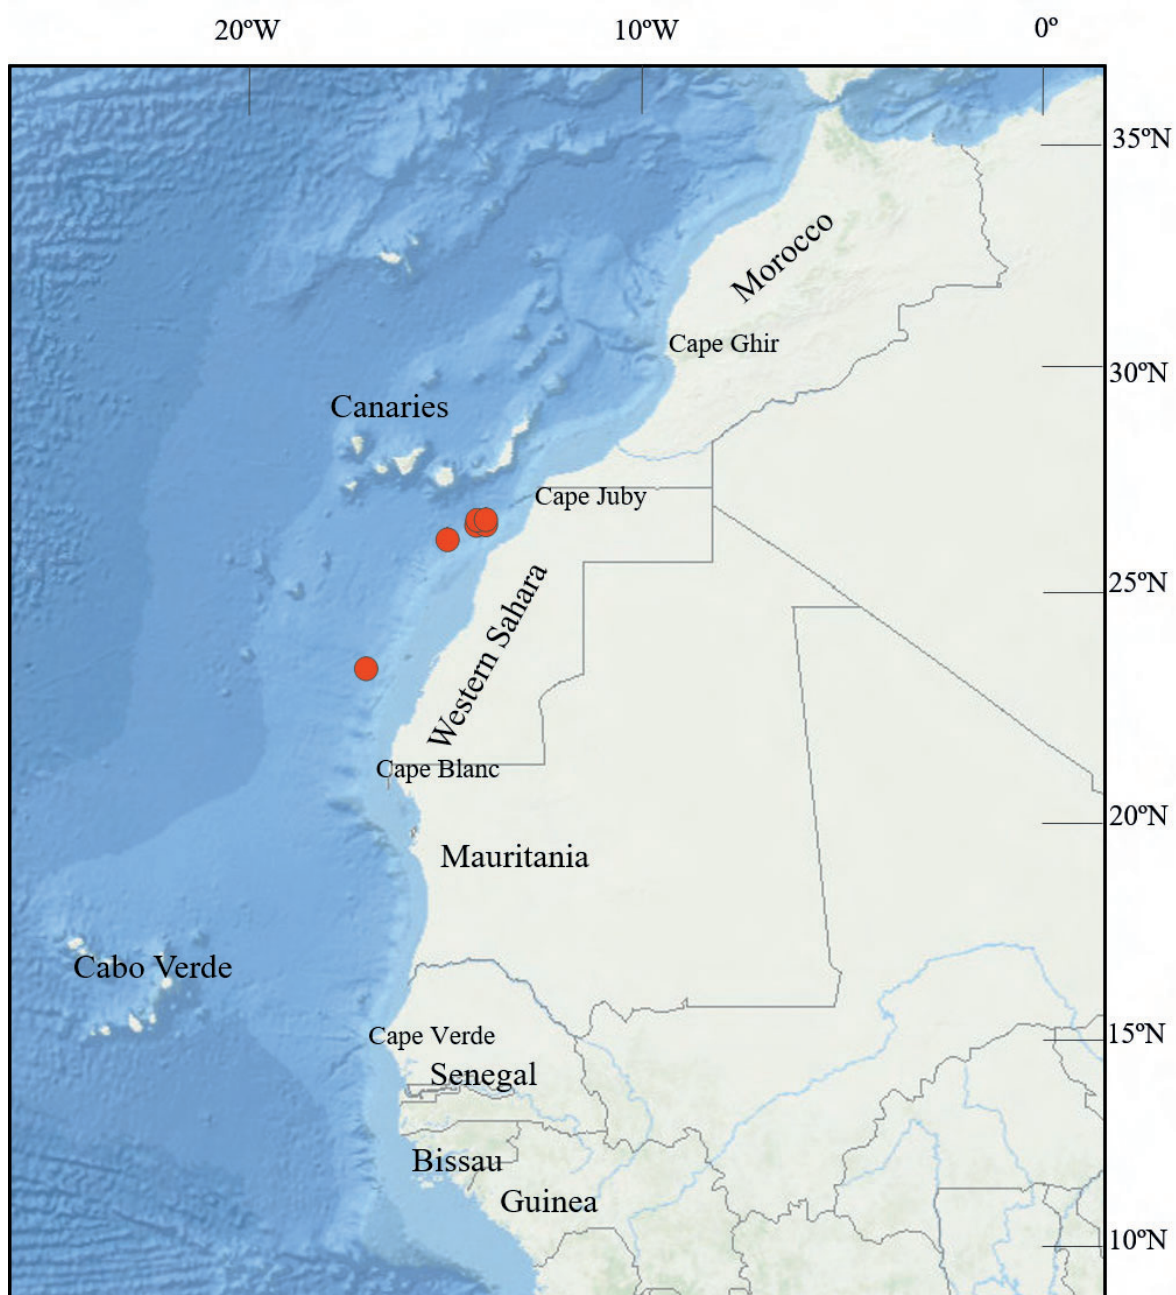 20ºW
10ºW
0º
35ºN
Morocco
Cape Ghir
30ºN
Canaries
Cape Juby
25ºN
Western Sahara
Cape Blanc
20ºN
Mauritania
Cabo Verde
Cape Verde
15ºN
Senegal
Bissau
Guinea
10ºN